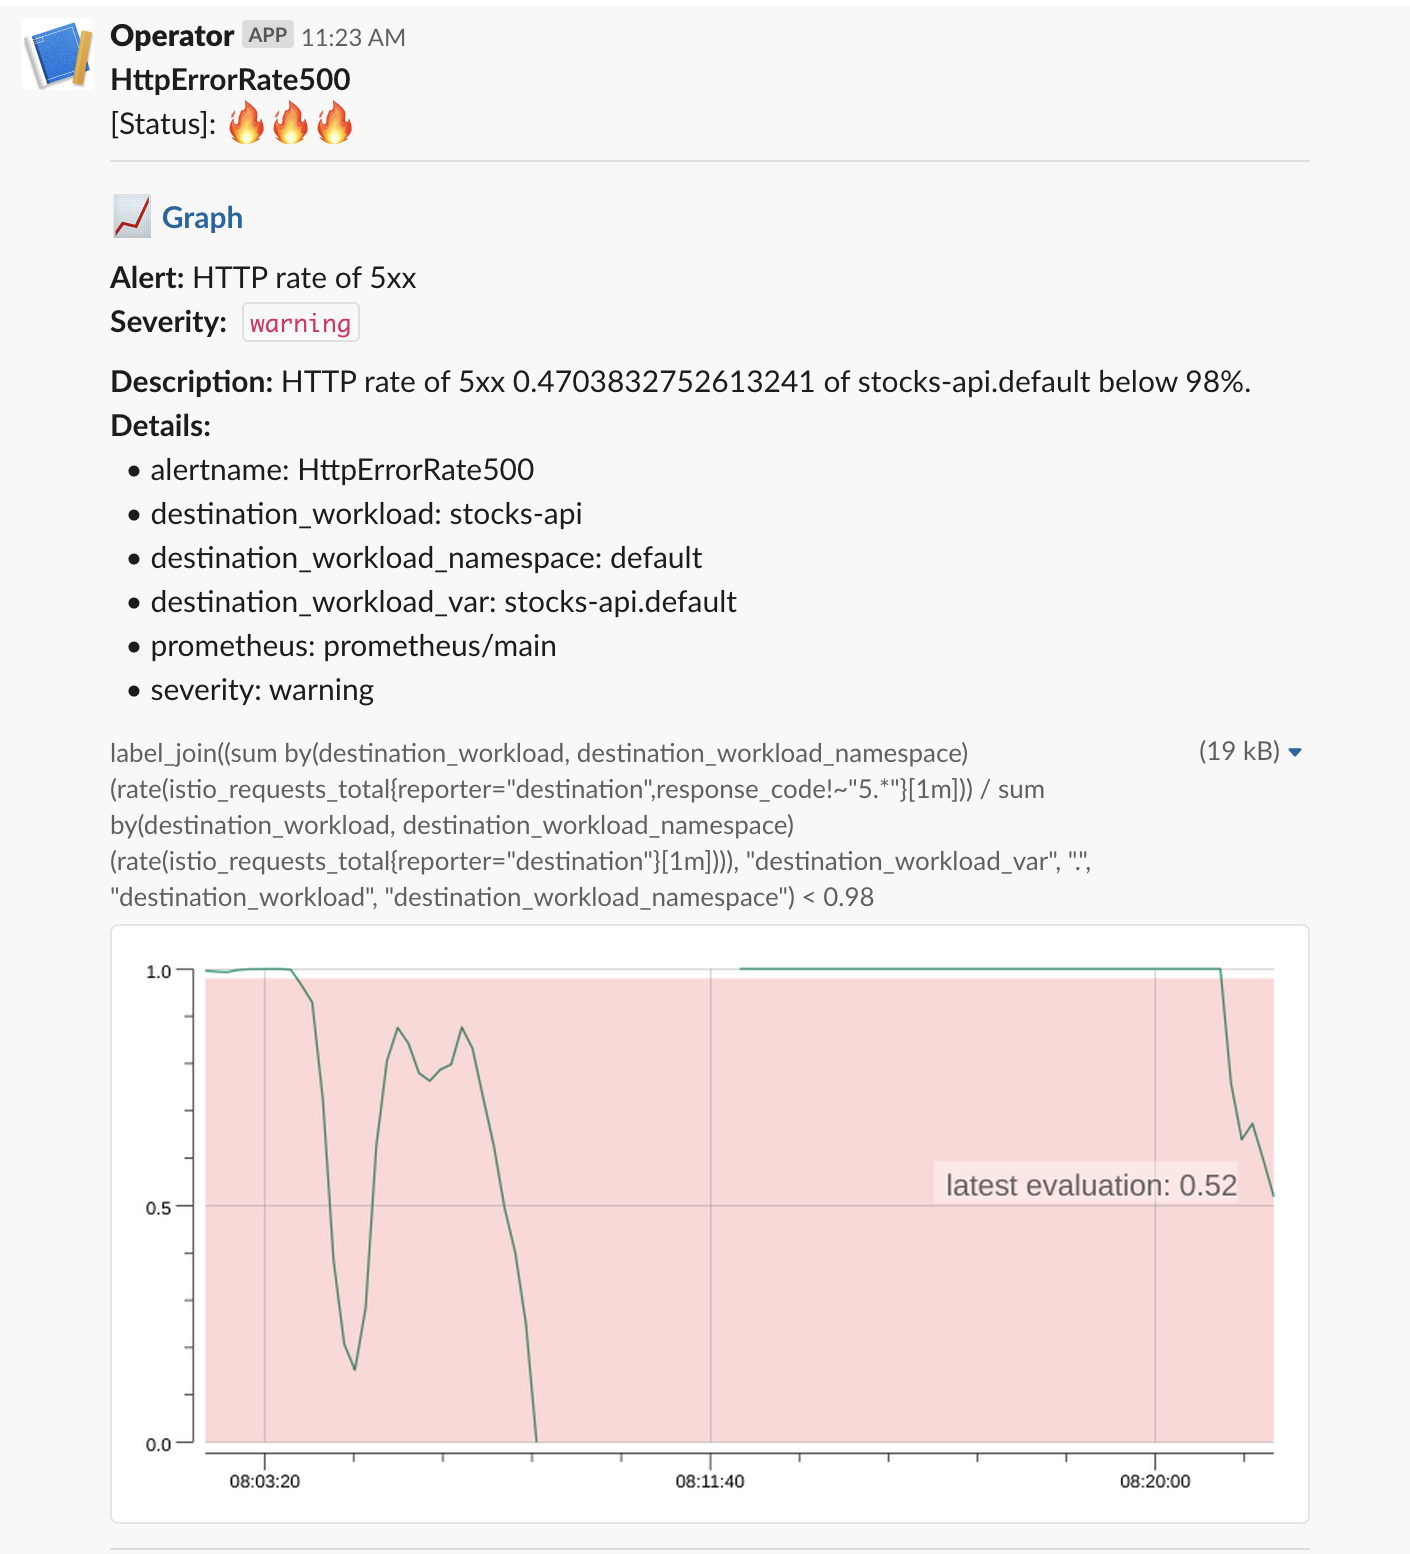 Operator APP 11:23 AM
HttpErrorRate500
[Status]:
Graph
Alert: HTTP rate of 5xx
Severity: warning
Description: HTTP rate of 5xx 0.4703832752613241 of stocks-api.default below 98%.
Details:
• alertname: HttpErrorRate500
• destination_workload: stocks-api
• destination_workload_namespace: default
• destination_workload_var: stocks-api.default
• prometheus: prometheus/main
• severity: warning
label_join((sum by(destination_workload, destination_workload_namespace)
(19 kB)
(rate(istio_requests_total{reporter="destination",response_code!~"5.*"}[1m])) / sum
by(destination_workload, destination_workload_namespace)
(rate(istio_requests_total{reporter="destination"}[1m]))), "destination_workload_var", ".",
"destination_workload", "destination_workload_namespace") < 0.98
1.0
latest evaluation: 0.52
0.5
0.0
08:03:20 08:11:40 08:20:00